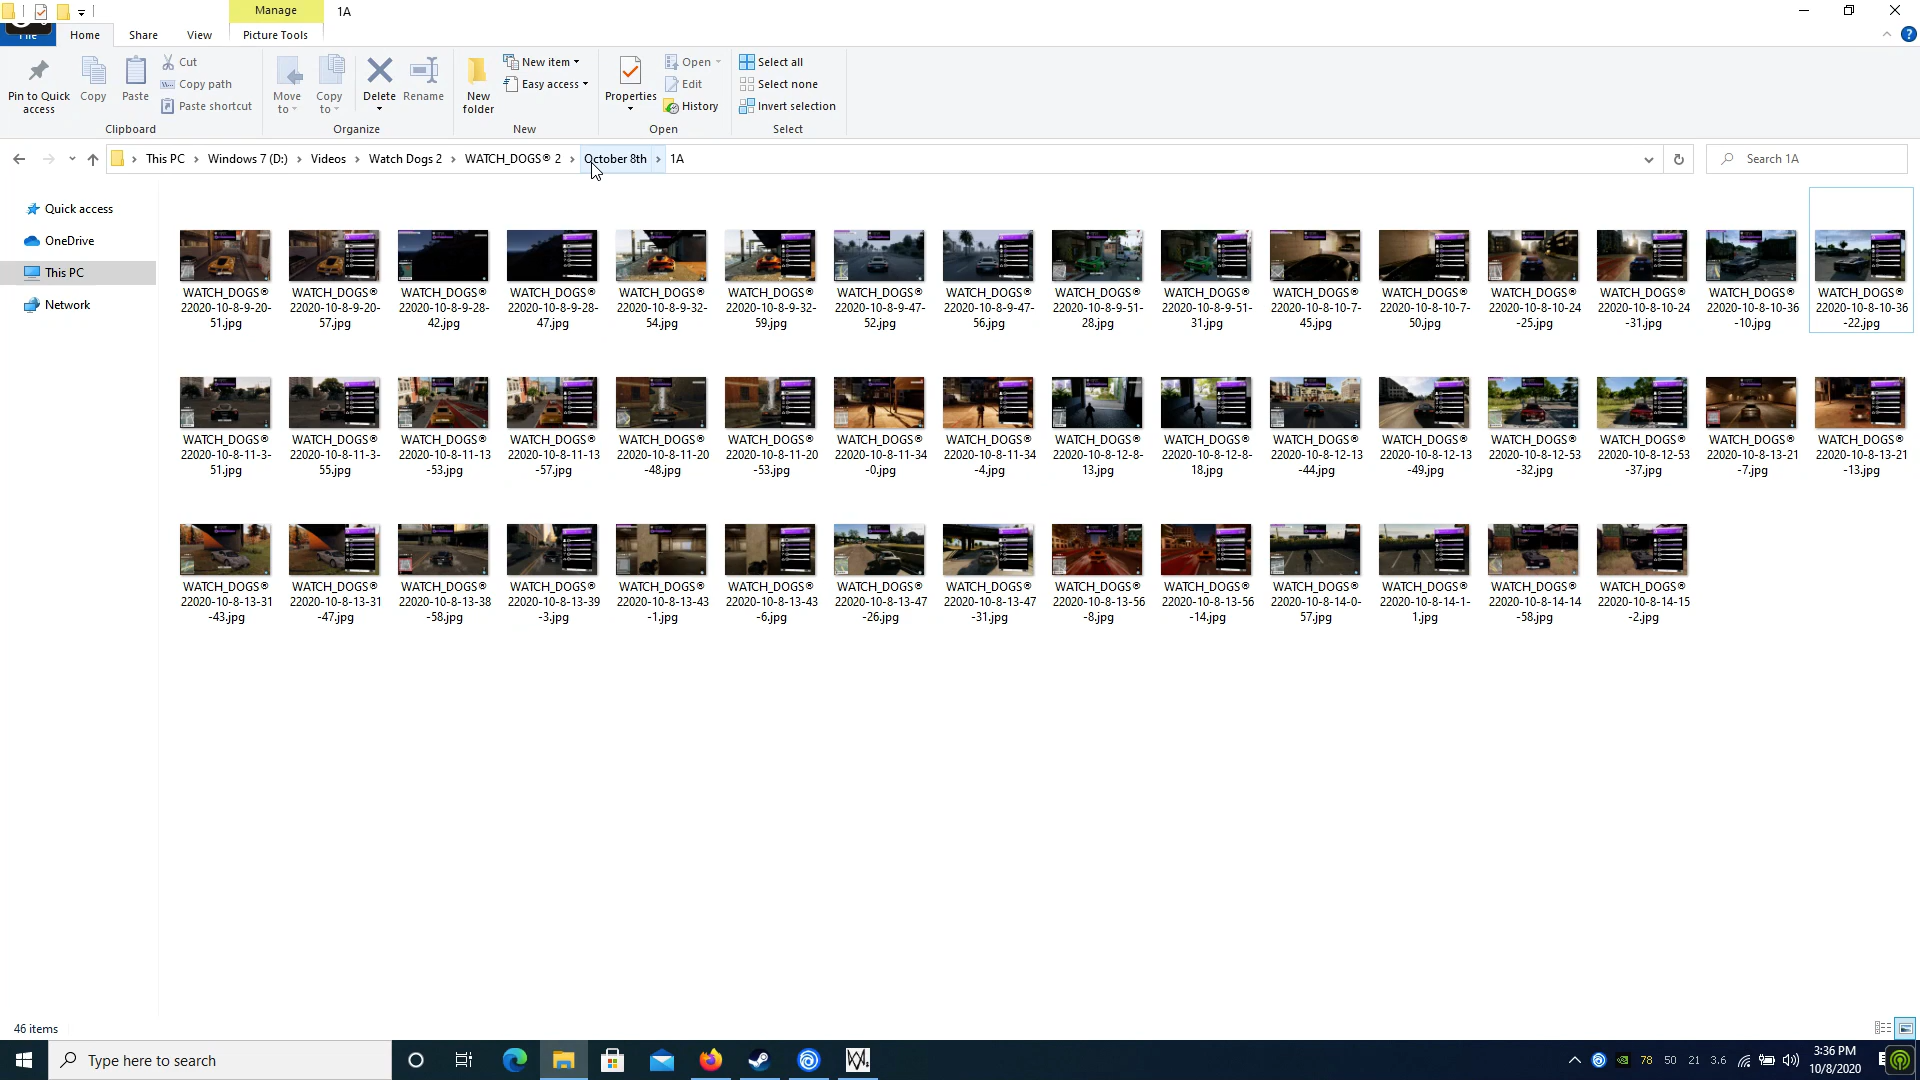 Manage
1A
File
Home
Share
View
Picture Tools
Pin to Quick
access
Copy
Paste
Cut
Copy path
Paste shortcut
Clipboard
Move
to
Copy
to
Delete
Rename
Organize
New
folder
New item
Easy access
New
Properties
Open
Edit
History
Open
Select all
Select none
Invert selection
Select
This PC
Windows 7 (D:)
Videos
Watch Dogs 2
WATCH_DOGS® 2
October 8th
1A
Search 1A
Quick access
OneDrive
This PC
Network
WATCH_DOGS®
22020-10-8-9-20-
51.jpg
WATCH_DOGS®
22020-10-8-9-20-
57.jpg
WATCH_DOGS®
22020-10-8-9-28-
42.jpg
WATCH_DOGS®
22020-10-8-9-28-
47.jpg
WATCH_DOGS®
22020-10-8-9-32-
54.jpg
WATCH_DOGS®
22020-10-8-9-32-
59.jpg
WATCH_DOGS®
22020-10-8-9-47-
52.jpg
WATCH_DOGS®
22020-10-8-9-47-
56.jpg
WATCH_DOGS®
22020-10-8-9-51-
28.jpg
WATCH_DOGS®
22020-10-8-9-51-
31.jpg
WATCH_DOGS®
22020-10-8-10-7-
45.jpg
WATCH_DOGS®
22020-10-8-10-7-
50.jpg
WATCH_DOGS®
22020-10-8-10-24
-25.jpg
WATCH_DOGS®
22020-10-8-10-24
-31.jpg
WATCH_DOGS®
22020-10-8-10-36
-10.jpg
WATCH_DOGS®
22020-10-8-10-36
-22.jpg
WATCH_DOGS®
22020-10-8-11-3-
51.jpg
WATCH_DOGS®
22020-10-8-11-3-
55.jpg
WATCH_DOGS®
22020-10-8-11-13
-53.jpg
WATCH_DOGS®
22020-10-8-11-13
-57.jpg
WATCH_DOGS®
22020-10-8-11-20
-48.jpg
WATCH_DOGS®
22020-10-8-11-20
-53.jpg
WATCH_DOGS®
22020-10-8-11-34
-0.jpg
WATCH_DOGS®
22020-10-8-11-34
-4.jpg
WATCH_DOGS®
22020-10-8-12-8-
13.jpg
WATCH_DOGS®
22020-10-8-12-8-
18.jpg
WATCH_DOGS®
22020-10-8-12-13
-44.jpg
WATCH_DOGS®
22020-10-8-12-13
-49.jpg
WATCH_DOGS®
22020-10-8-12-53
-32.jpg
WATCH_DOGS®
22020-10-8-12-53
-37.jpg
WATCH_DOGS®
22020-10-8-13-21
-7.jpg
WATCH_DOGS®
22020-10-8-13-21
-13.jpg
WATCH_DOGS®
22020-10-8-13-31
-43.jpg
WATCH_DOGS®
22020-10-8-13-31
-47.jpg
WATCH_DOGS®
22020-10-8-13-38
-58.jpg
WATCH_DOGS®
22020-10-8-13-39
-3.jpg
WATCH_DOGS®
22020-10-8-13-43
-1.jpg
WATCH_DOGS®
22020-10-8-13-43
-6.jpg
WATCH_DOGS®
22020-10-8-13-47
-26.jpg
WATCH_DOGS®
22020-10-8-13-47
-31.jpg
WATCH_DOGS®
22020-10-8-13-56
-8.jpg
WATCH_DOGS®
22020-10-8-13-56
-14.jpg
WATCH_DOGS®
22020-10-8-14-0-
57.jpg
WATCH_DOGS®
22020-10-8-14-1-
1.jpg
WATCH_DOGS®
22020-10-8-14-14
-58.jpg
WATCH_DOGS®
22020-10-8-14-15
-2.jpg
46 items
Type here to search
78 50 21 3.6
3:36 PM
10/8/2020